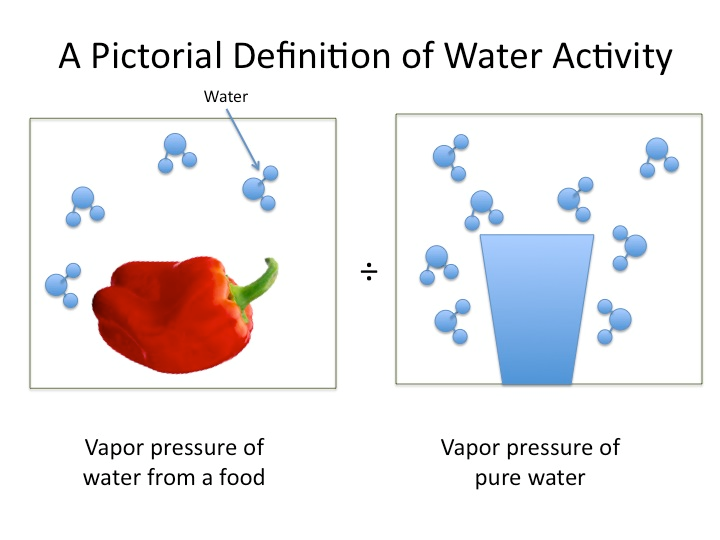 A Pictorial Definition of Water Activity
Water
÷
Vapor pressure of
water from a food
Vapor pressure of
pure water